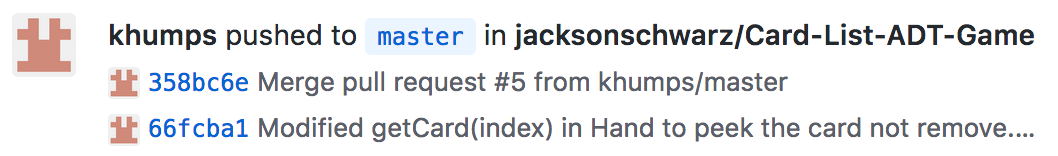 khumps pushed to master in jacksonschwarz/Card-List-ADT-Game
358bc6e Merge pull request #5 from khumps/master
66fcba1 Modified getCard(index) in Hand to peek the card not remove.…